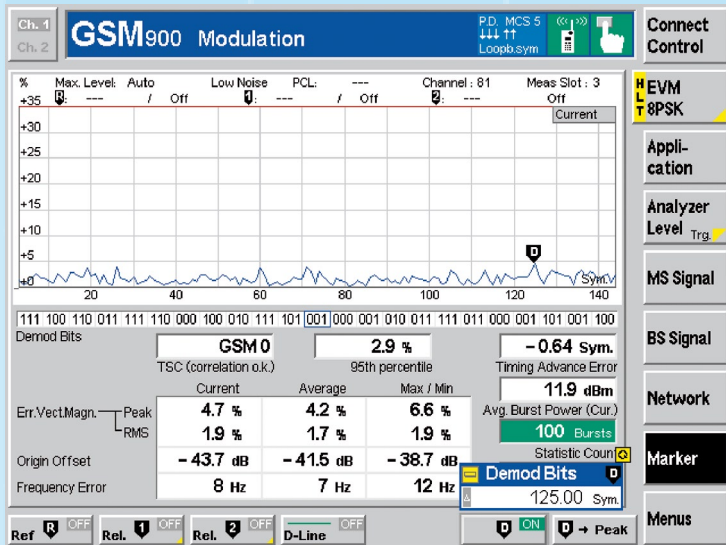 Ch. 1
Ch. 2
GSM900 Modulation
P.D. MCS 5
↓↓↓ ↑↑
Loopb.sym
Connect Control
% Max. Level: Auto Low Noise PCL: --- Channel : 81 Meas Slot : 3
R: --- / Off 1: --- / Off 2: --- Off
Current
+35
+30
+25
+20
+15
+10
+5
+0
D
20 40 60 80 100 120 Sym. 140
111 100 110 011 111 110 000 100 010 111 101 001 000 001 010 011 111 011 000 001 101 001 100
Demod Bits
GSM 0 2.9 % – 0.64 Sym.
TSC (correlation o.k.) 95th percentile Timing Advance Error
Current Average Max / Min 11.9 dBm
Avg. Burst Power (Cur.)
Err.Vect.Magn. Peak 4.7 % 4.2 % 6.6 %
RMS 1.9 % 1.7 % 1.9 %
100 Bursts
Statistic Count
Origin Offset – 43.7 dB – 41.5 dB – 38.7 dB
Frequency Error 8 Hz 7 Hz 12 Hz
Demod Bits D
125.00 Sym.
Ref R OFF
Rel. 1 OFF
Rel. 2 OFF
D-Line OFF
D ON
D → Peak
HLT
EVM
8PSK
Appli-
cation
Analyzer
Level Trg.
MS Signal
BS Signal
Network
Marker
Menus